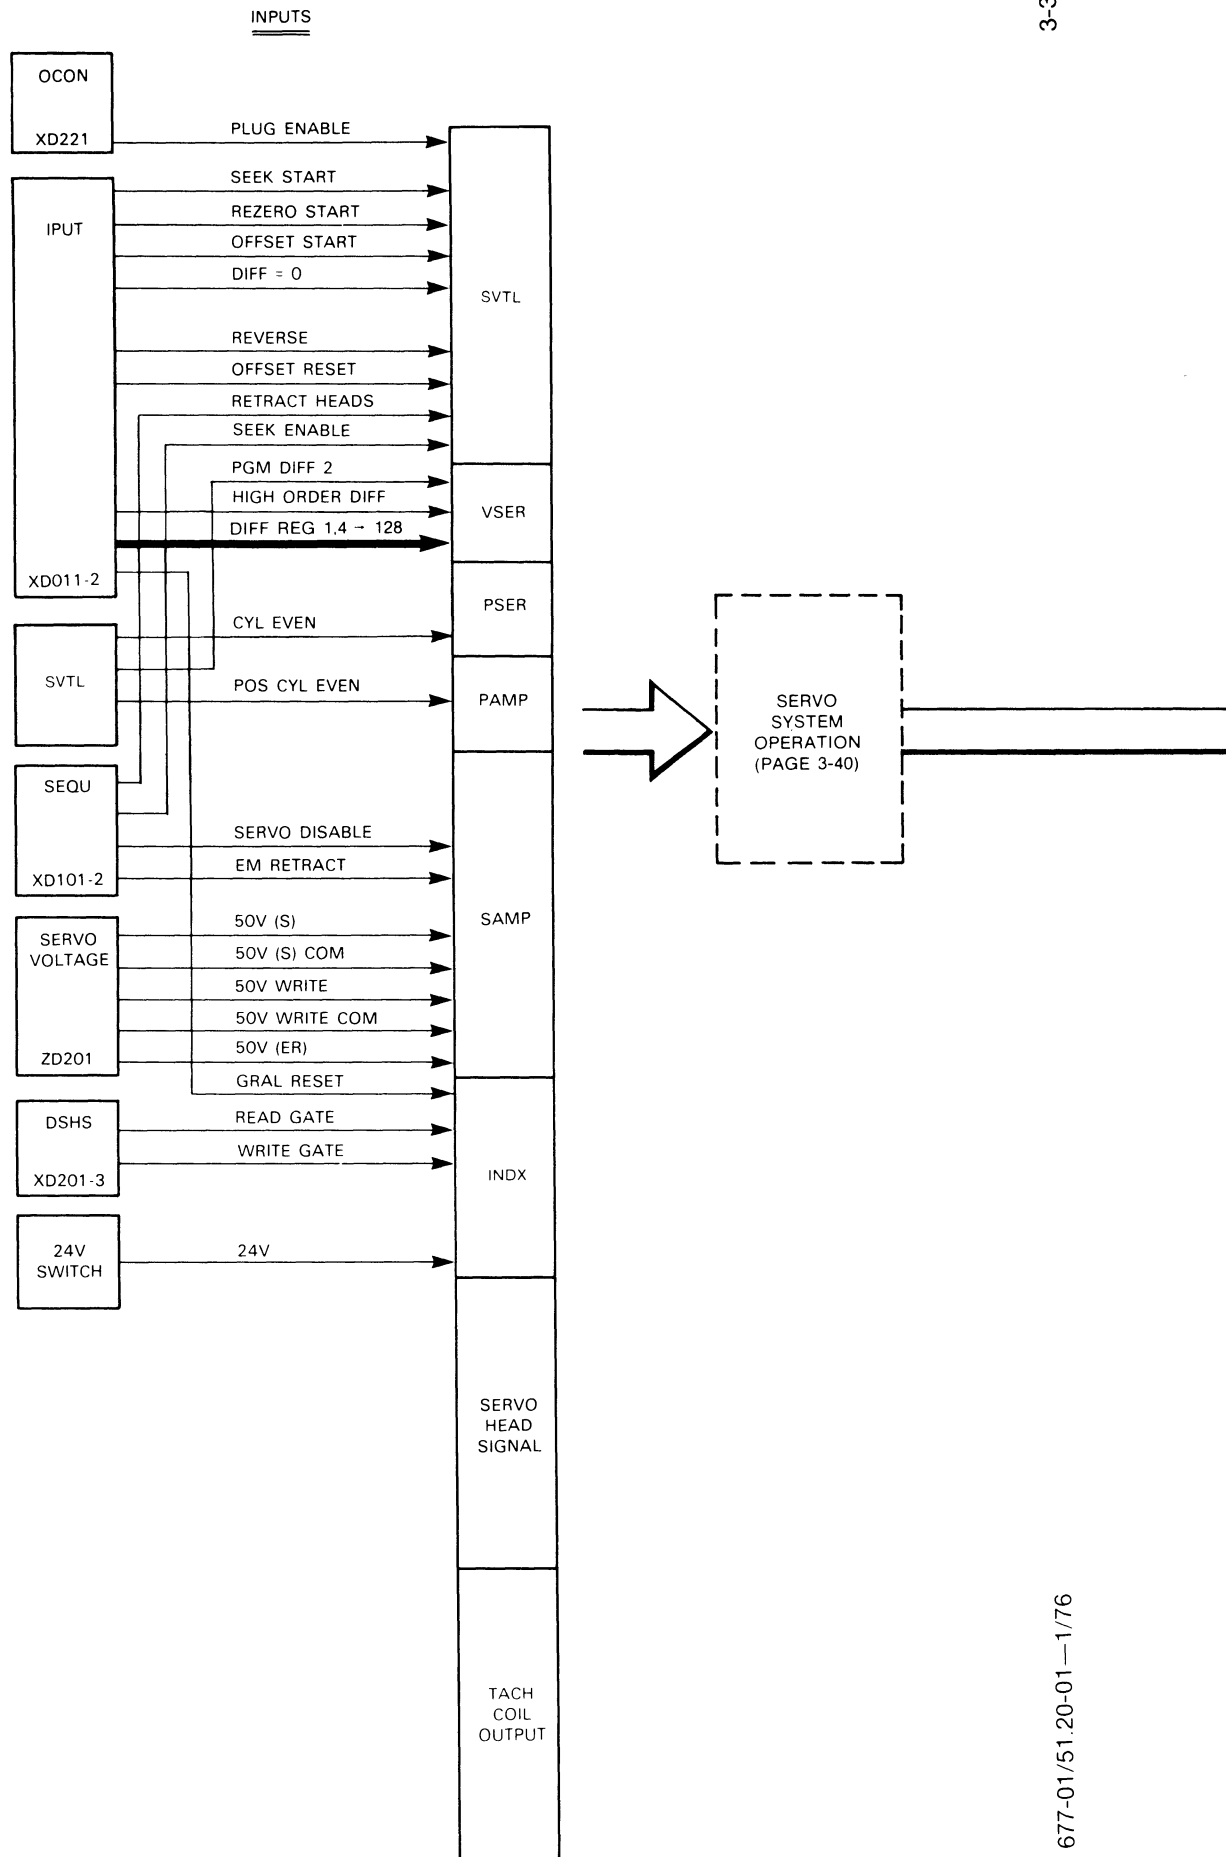 INPUTS
3-3
OCON
XD221
PLUG ENABLE
IPUT
XD011-2
SEEK START
REZERO START
OFFSET START
DIFF = 0
REVERSE
OFFSET RESET
RETRACT HEADS
SEEK ENABLE
PGM DIFF 2
HIGH ORDER DIFF
DIFF REG 1,4 → 128
SVTL
VSER
PSER
PAMP
SVTL
CYL EVEN
POS CYL EVEN
SERVO
SYSTEM
OPERATION
(PAGE 3-40)
SEQU
XD101-2
SERVO DISABLE
EM RETRACT
SAMP
SERVO
VOLTAGE
ZD201
50V (S)
50V (S) COM
50V WRITE
50V WRITE COM
50V (ER)
GRAL RESET
DSHS
XD201-3
READ GATE
WRITE GATE
INDX
24V
SWITCH
24V
SERVO
HEAD
SIGNAL
TACH
COIL
OUTPUT
677-01/51.20-01—1/76